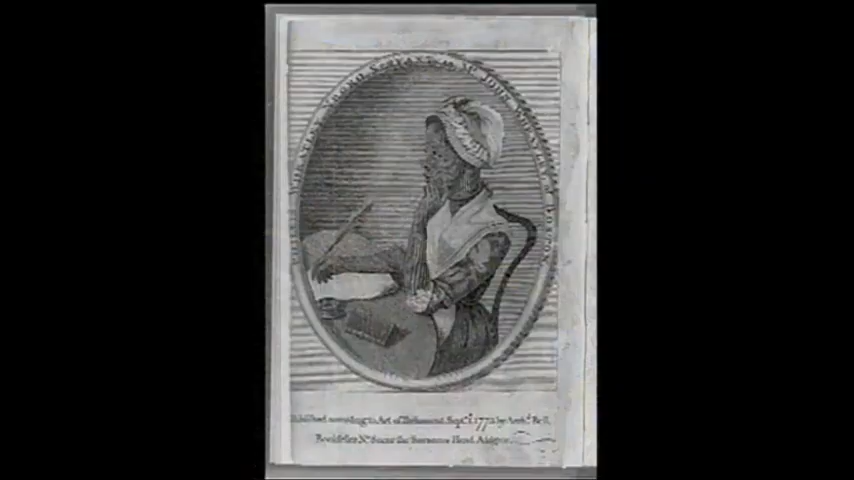 WHEATLEY NEGRO SERVANT to Mr. JOHN WHEATLEY, of BOSTON.
Published according to Act of Parliament, Sept. 1, 1773 by Arch.d Bell,
Bookseller No. 8 near the Saracens Head Aldgate.